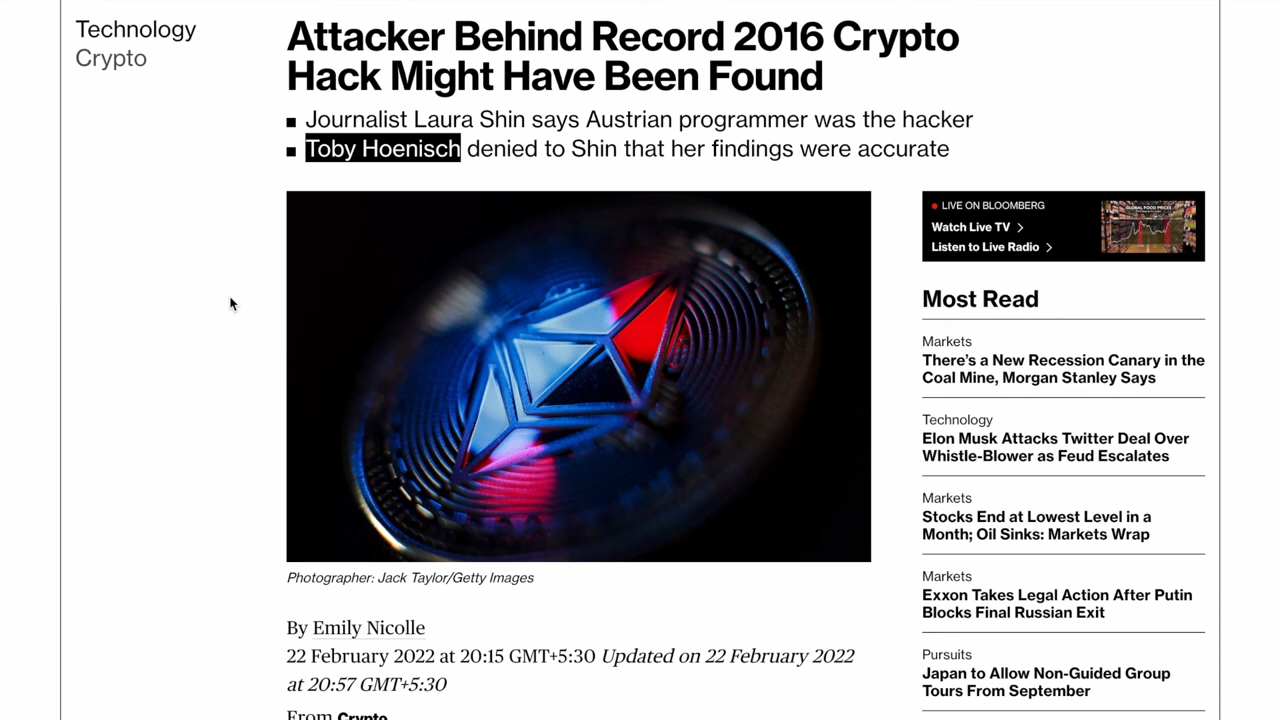 Technology
Crypto
Attacker Behind Record 2016 Crypto
Hack Might Have Been Found
Journalist Laura Shin says Austrian programmer was the hacker
Toby Hoenisch denied to Shin that her findings were accurate
Photographer: Jack Taylor/Getty Images
By Emily Nicolle
22 February 2022 at 20:15 GMT+5:30 Updated on 22 February 2022
at 20:57 GMT+5:30
From Crypto
LIVE ON BLOOMBERG
Watch Live TV
Listen to Live Radio
GLOBAL FOOD PRICES
Most Read
Markets
There's a New Recession Canary in the
Coal Mine, Morgan Stanley Says
Technology
Elon Musk Attacks Twitter Deal Over
Whistle-Blower as Feud Escalates
Markets
Stocks End at Lowest Level in a
Month; Oil Sinks: Markets Wrap
Markets
Exxon Takes Legal Action After Putin
Blocks Final Russian Exit
Pursuits
Japan to Allow Non-Guided Group
Tours From September